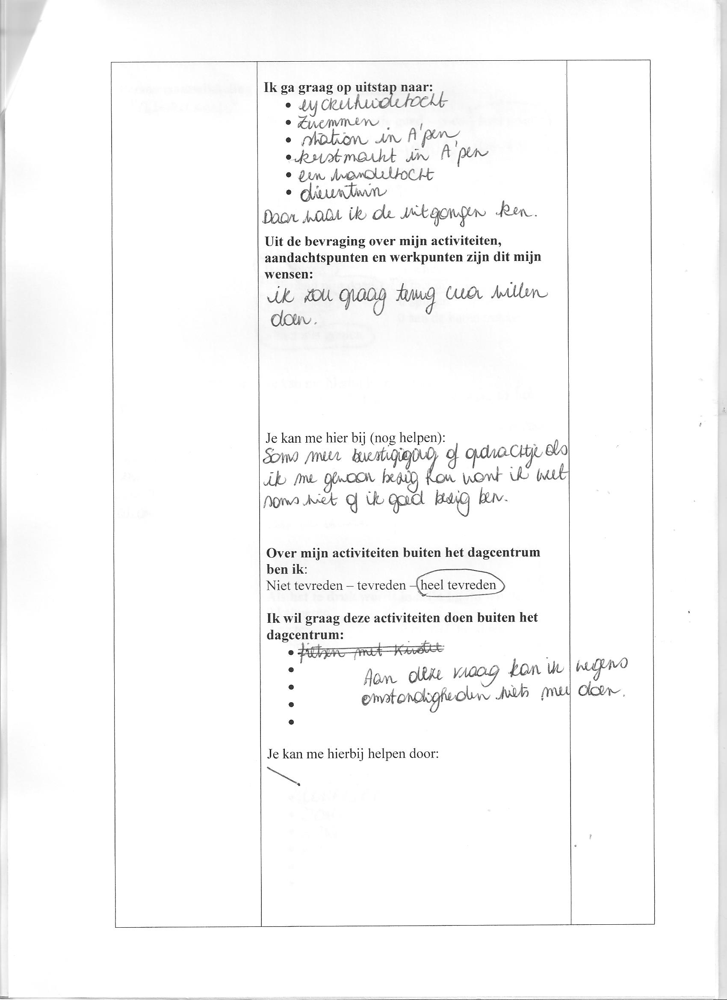 Ik ga graag op uitstap naar:
• eyckerheidetocht
• zwemmen
• station in A'pen
• kerstmarkt in A'pen
• een wandeltocht
• dierentuin
Daar waar ik de uitgangen ken.
Uit de bevraging over mijn activiteiten,
aandachtspunten en werkpunten zijn dit mijn
wensen:
ik zou graag terug crea willen
doen.
Je kan me hier bij (nog helpen):
Soms meer bevestigiging of opdrachtje als
ik me gewoon bezig hou want ik weet
soms niet of ik goed bezig ben.
Over mijn activiteiten buiten het dagcentrum
ben ik:
Niet tevreden – tevreden – heel tevreden
Ik wil graag deze activiteiten doen buiten het
dagcentrum:
• fietsen met
•
Aan deze vraag kan ik wegens
•
omstandigheden niets mee doen.
•
•
Je kan me hierbij helpen door: